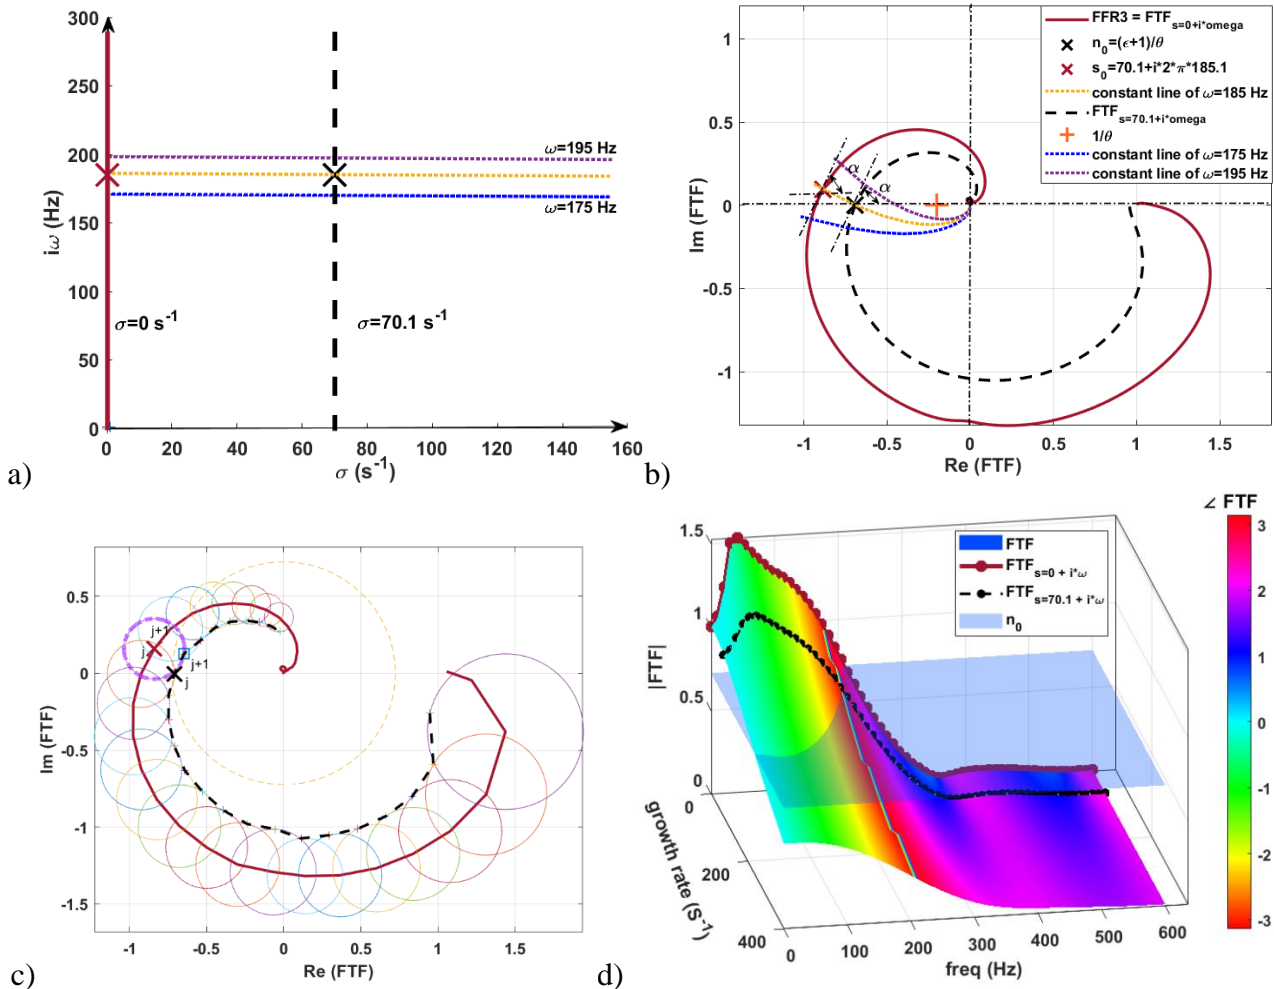 300
250
200
150
100
50
0
iω (Hz)
ω=195 Hz
ω=175 Hz
σ=0 s-1
σ=70.1 s-1
0 20 40 60 80 100 120 140 160
σ (s-1)
a)
1
0.5
0
-0.5
-1
Im (FTF)
FFR3 = FTFs=0+i*omega
n0=(ϵ+1)/θ
s0=70.1+i*2*π*185.1
constant line of ω=185 Hz
FTFs=70.1+i*omega
1/θ
constant line of ω=175 Hz
constant line of ω=195 Hz
α
α
-1 -0.5 0 0.5 1 1.5
Re (FTF)
b)
0.5
0
-0.5
-1
-1.5
Im (FTF)
j+1
j
j+1
j
-1 -0.5 0 0.5 1 1.5
Re (FTF)
c)
1.5
1
0.5
0
|FTF|
FTF
FTFs=0 + i*ω
FTFs=70.1 + i*ω
n0
0
200
400
growth rate (S-1)
0 100 200 300 400 500 600
freq (Hz)
∠ FTF
3
2
1
0
-1
-2
-3
d)